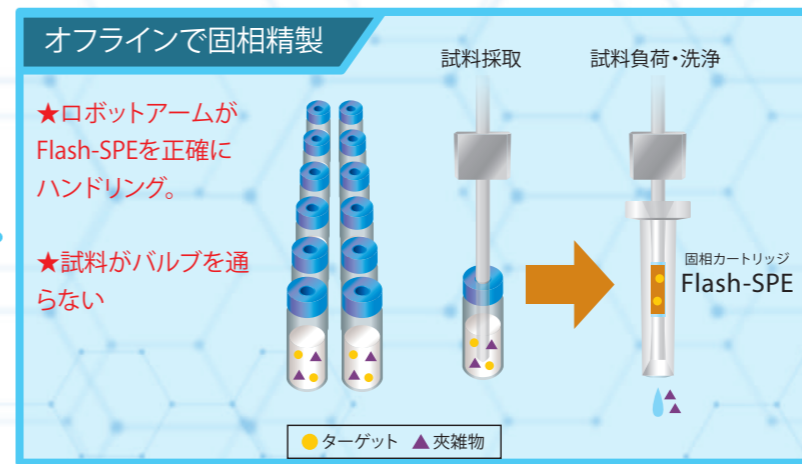 オフラインで固相精製
★ロボットアームが
Flash-SPEを正確に
ハンドリング。
★試料がバルブを通
らない
試料採取
試料負荷・洗浄
固相カートリッジ
Flash-SPE
ターゲット 夾雑物